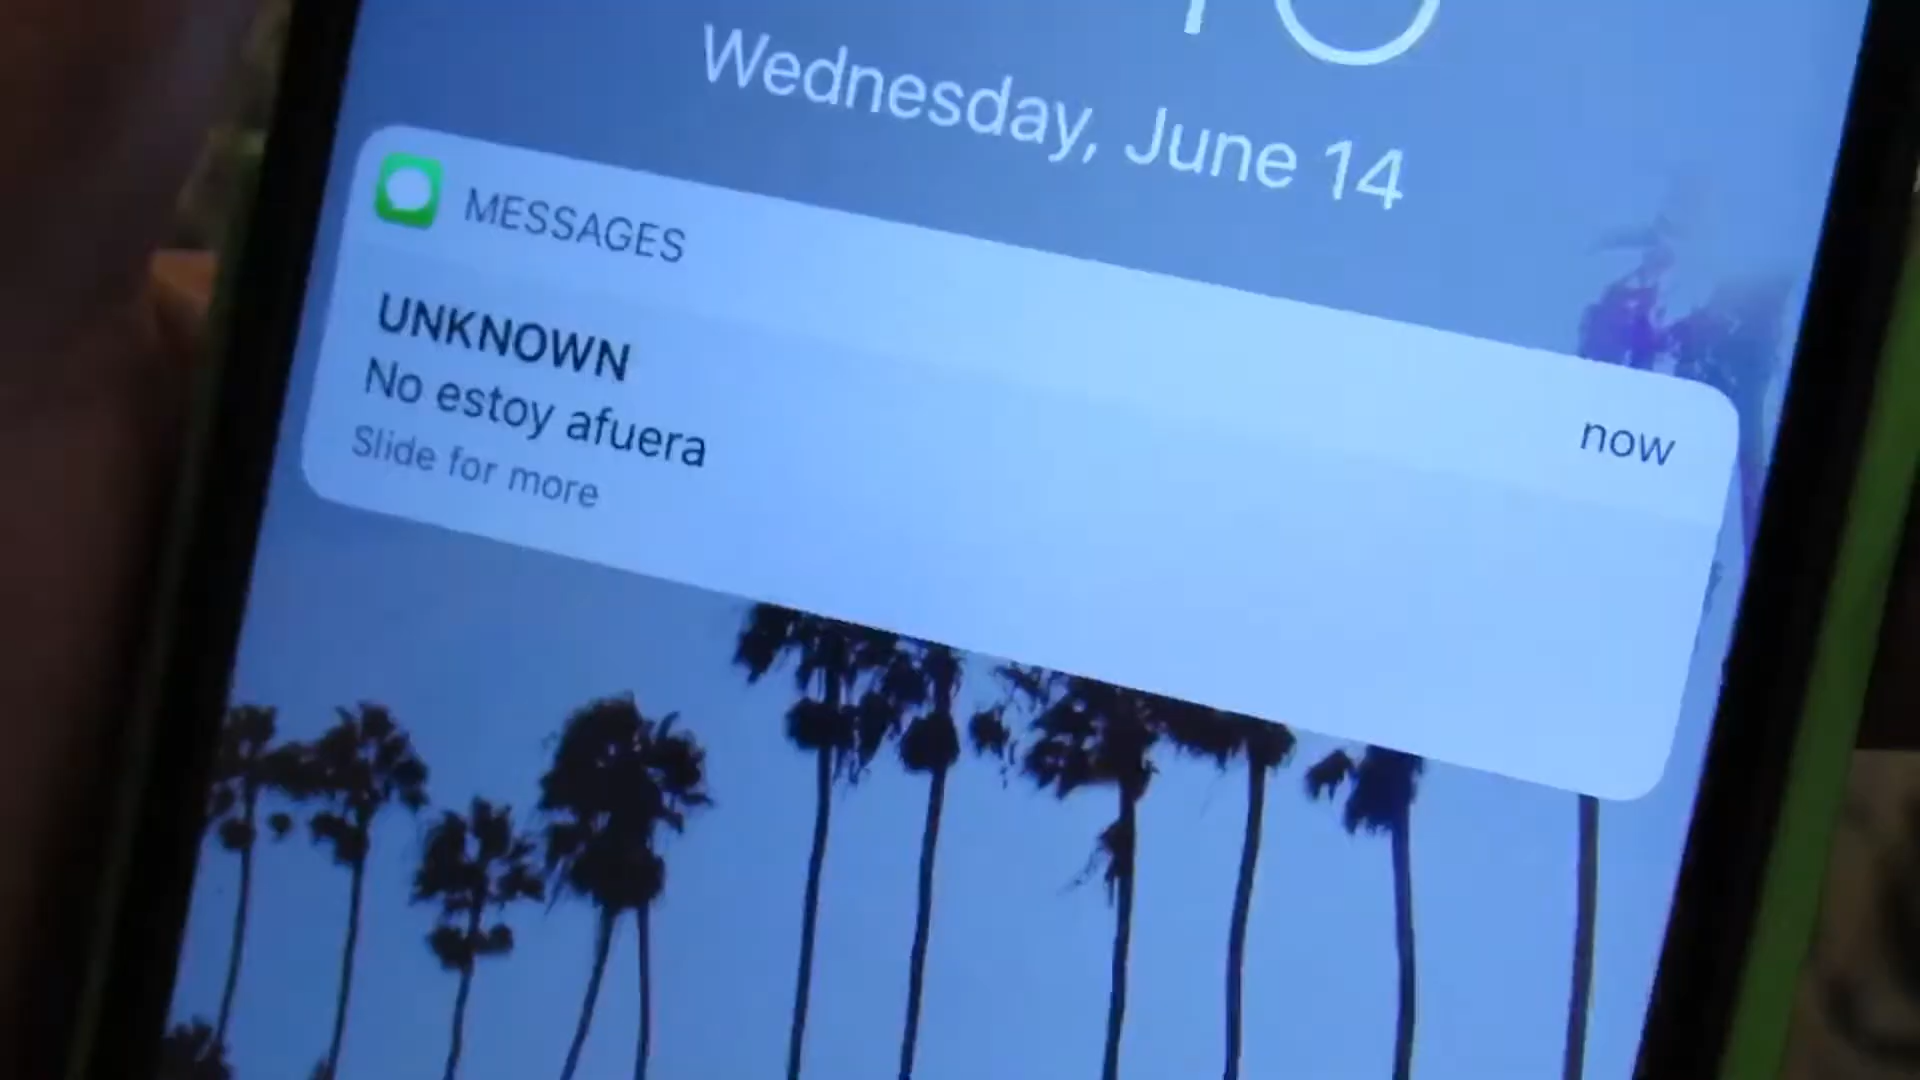 Wednesday, June 14
MESSAGES
now
UNKNOWN
No estoy afuera
Slide for more